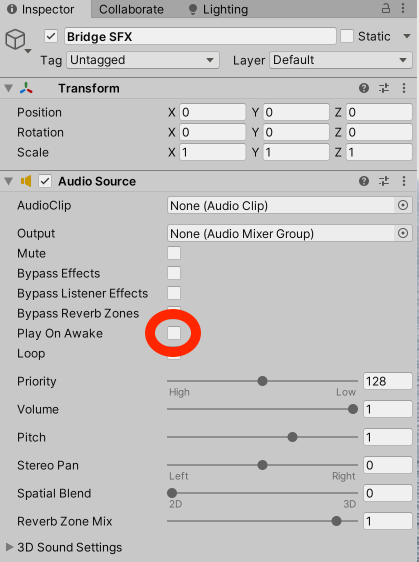 Inspector Collaborate Lighting
Bridge SFX Static
Tag Untagged Layer Default
Transform
Position X 0 Y 0 Z 0
Rotation X 0 Y 0 Z 0
Scale X 1 Y 1 Z 1
Audio Source
AudioClip None (Audio Clip)
Output None (Audio Mixer Group)
Mute
Bypass Effects
Bypass Listener Effects
Bypass Reverb Zones
Play On Awake
Loop
Priority 128
High Low
Volume 1
Pitch 1
Stereo Pan 0
Left Right
Spatial Blend 0
2D 3D
Reverb Zone Mix 1
3D Sound Settings